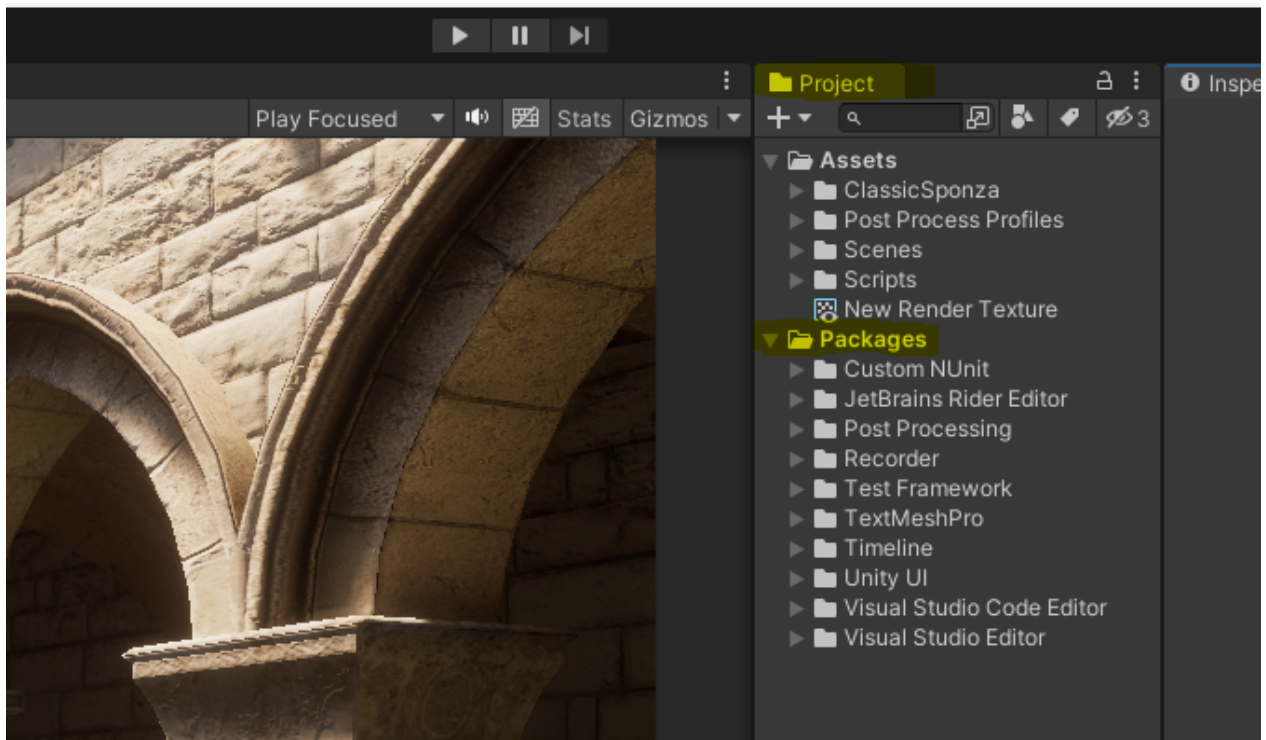 Project
Inspe
Play Focused
Stats
Gizmos
3
Assets
ClassicSponza
Post Process Profiles
Scenes
Scripts
New Render Texture
Packages
Custom NUnit
JetBrains Rider Editor
Post Processing
Recorder
Test Framework
TextMeshPro
Timeline
Unity UI
Visual Studio Code Editor
Visual Studio Editor